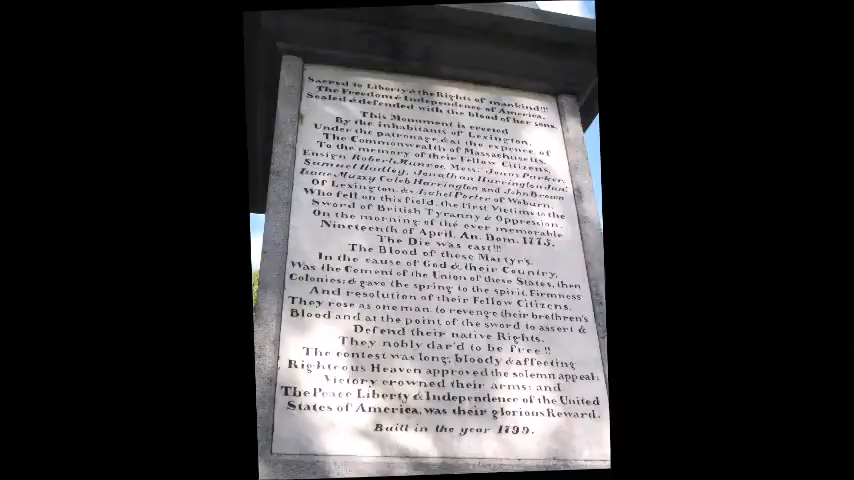 Sacred to Liberty & the Rights of mankind!!!
The Freedom & Independence of America,
Sealed & defended with the blood of her sons.
This Monument is erected
By the inhabitants of Lexington,
Under the patronage, & at the expence, of
The Commonwealth of Massachusetts,
To the memory of their Fellow Citizens,
Ensign Robert Munroe, Mess. Jonas Parker,
Samuel Hadley, Jonathan Harrington Junr.
Isaac Muzzy, Caleb Harrington and John Brown
Of Lexington, & Asahel Porter of Woburn,
Who fell on this field, the first Victims to the
Sword of British Tyranny & Oppression,
On the morning of the ever memorable
Nineteenth of April, An. Dom. 1775.
The Die was cast!!!
The Blood of these Martyr's,
In the cause of God & their Country,
Was the Cement of the Union of these States, then
Colonies; & gave the spring to the spirit, Firmness
And resolution of their Fellow Citizens.
They rose as one man, to revenge their brethren's
Blood and at the point of the sword to assert &
Defend their native Rights.
They nobly dar'd to be free!!
The contest was long, bloody & affecting
Righteous Heaven approved the solemn appeal;
Victory crowned their arms; and
The Peace Liberty & Independence of the United
States of America, was their glorious Reward.
Built in the year 1799.